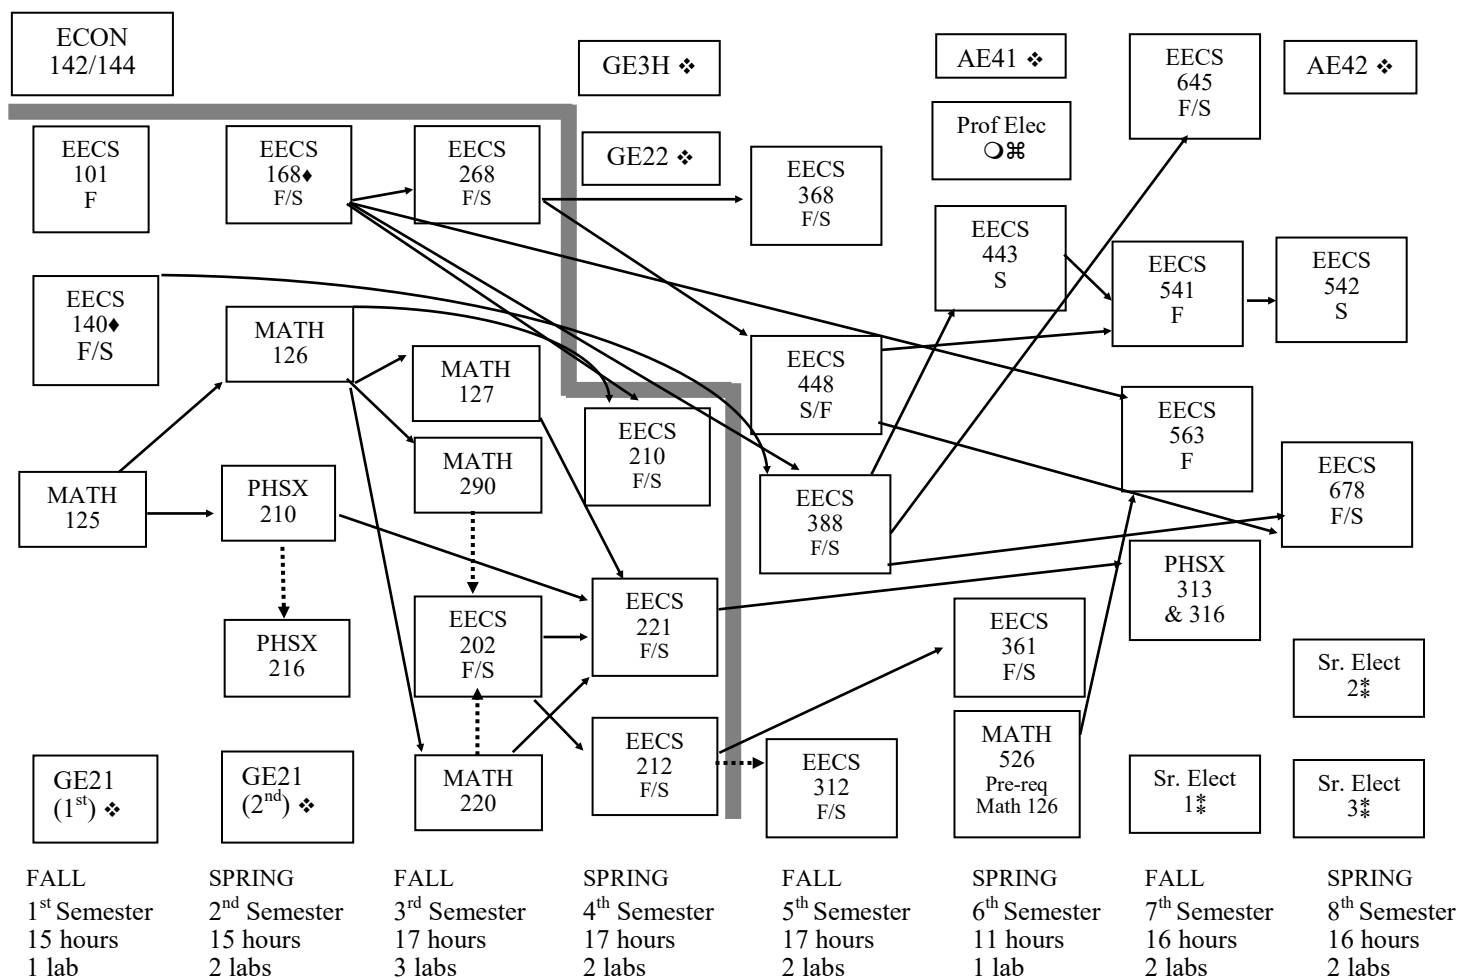 ECON
142/144
EECS
101
F
EECS
140♦
F/S
MATH
125
GE21
(1st) ❖
FALL
1st Semester
15 hours
1 lab
EECS
168♦
F/S
MATH
126
PHSX
210
PHSX
216
GE21
(2nd) ❖
SPRING
2nd Semester
15 hours
2 labs
EECS
268
F/S
MATH
127
MATH
290
EECS
202
F/S
MATH
220
FALL
3rd Semester
17 hours
3 labs
GE3H ❖
GE22 ❖
EECS
210
F/S
EECS
221
F/S
EECS
212
F/S
SPRING
4th Semester
17 hours
2 labs
EECS
368
F/S
EECS
448
S/F
EECS
388
F/S
EECS
312
F/S
FALL
5th Semester
17 hours
2 labs
AE41 ❖
Prof Elec
❍⌘
EECS
443
S
EECS
361
F/S
MATH
526
Pre-req
Math 126
SPRING
6th Semester
11 hours
1 lab
EECS
645
F/S
EECS
541
F
EECS
563
F
PHSX
313
& 316
Sr. Elect
1⁑
FALL
7th Semester
16 hours
2 labs
AE42 ❖
EECS
542
S
EECS
678
F/S
Sr. Elect
2⁑
Sr. Elect
3⁑
SPRING
8th Semester
16 hours
2 labs